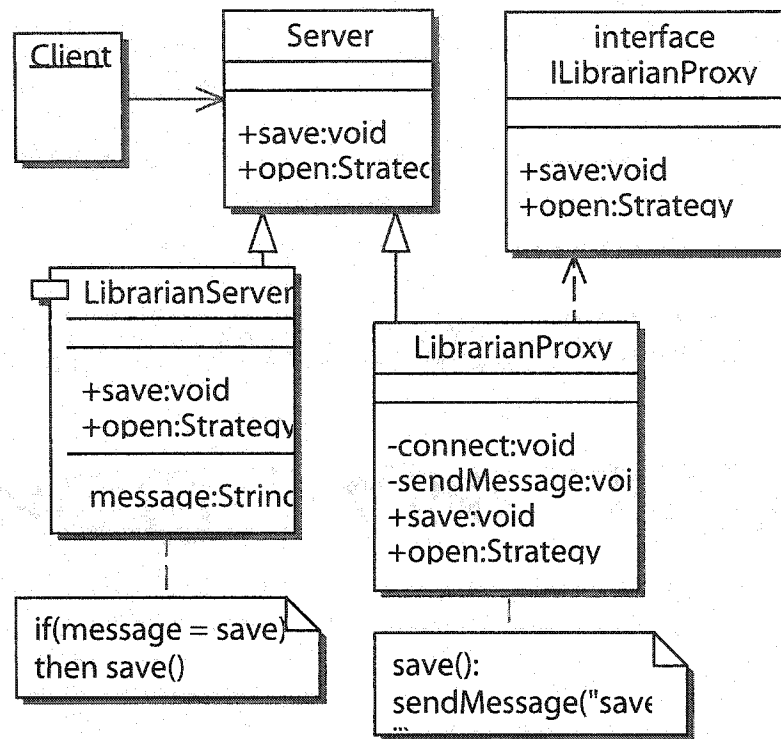 Client
Server
+save:void
+open:Strateg
interface
ILibrarianProxy
+save:void
+open:Strategy
LibrarianServer
+save:void
+open:Strategy
message:String
LibrarianProxy
-connect:void
-sendMessage:voi
+save:void
+open:Strategy
if(message = save)
then save()
save():
sendMessage("save
...